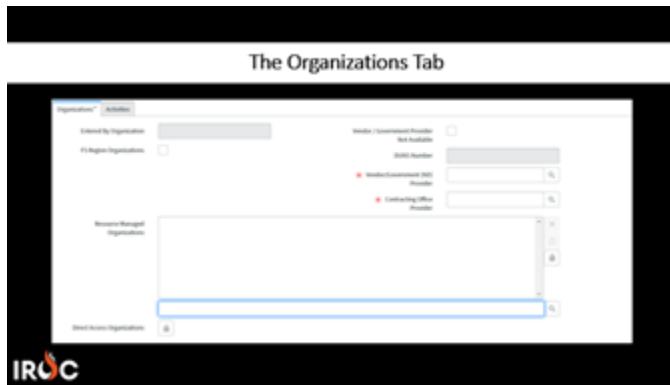 The Organizations Tab
Organizations*
Activities
Entered By Organization
FS Region Organizations
Vendor / Government Provider
Not Available
DUNS Number
Vendor/Government (NR)
Provider
Contracting Office
Provider
Resource Managed
Organizations
Direct Access Organizations
IROC